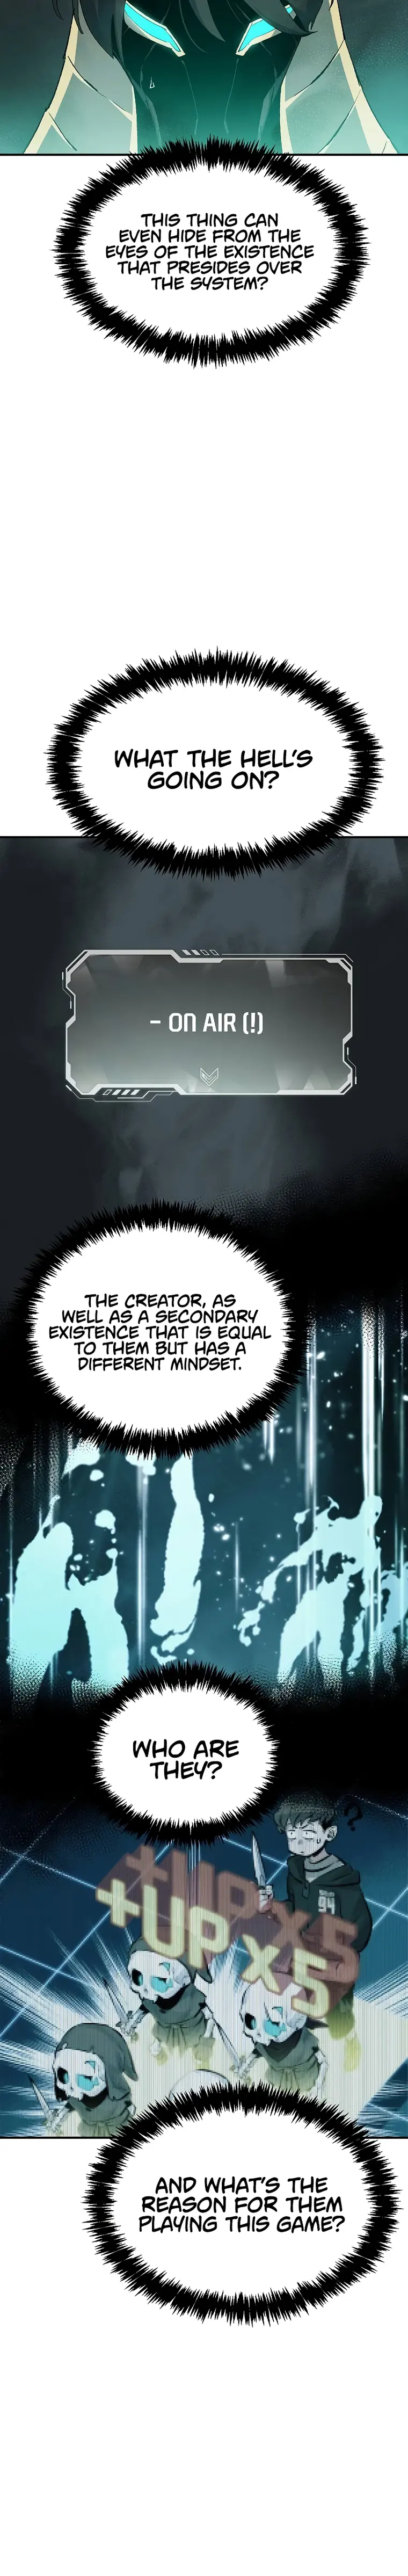 THIS THING CAN
EVEN HIDE FROM THE
EYES OF THE EXISTENCE
THAT PRESIDES OVER
THE SYSTEM?
WHAT THE HELL'S
GOING ON?
- ON AIR (!)
THE CREATOR, AS
WELL AS A SECONDARY
EXISTENCE THAT IS EQUAL
TO THEM BUT HAS A
DIFFERENT MINDSET.
WHO ARE
THEY?
?
+UP x5
+UP x5
AND WHAT'S THE
REASON FOR THEM
PLAYING THIS GAME?